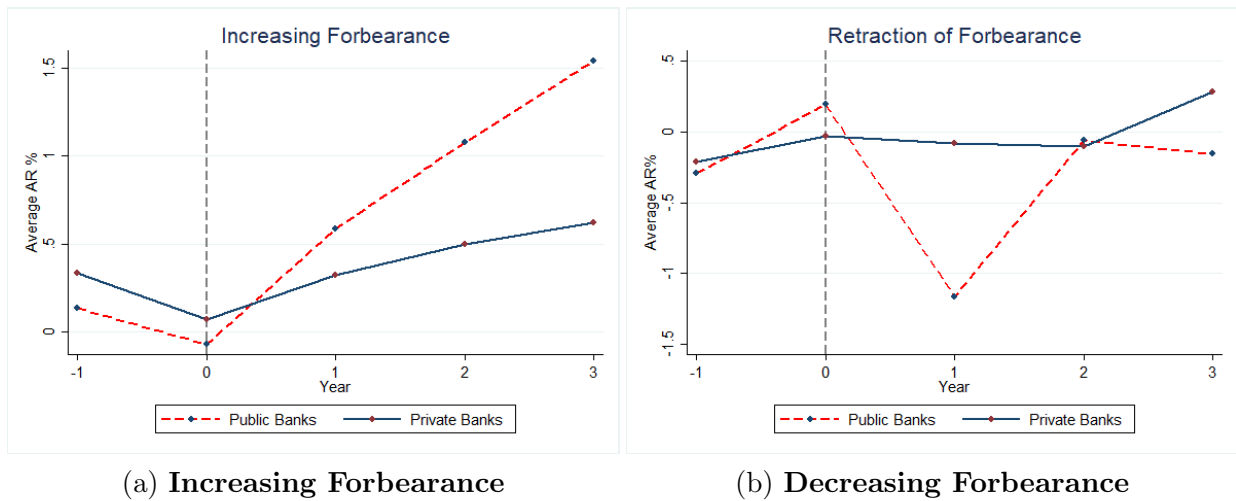 Increasing Forbearance
Average AR %
1.5
1
.5
0
-1 0 1 2 3
Year
Public Banks Private Banks
Retraction of Forbearance
Average AR%
.5
0
-.5
-1
-1.5
-1 0 1 2 3
Year
Public Banks Private Banks
(a) Increasing Forbearance
(b) Decreasing Forbearance